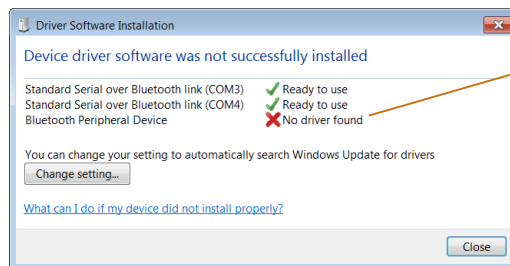 Driver Software Installation
Device driver software was not successfully installed
Standard Serial over Bluetooth link (COM3) Ready to use
Standard Serial over Bluetooth link (COM4) Ready to use
Bluetooth Peripheral Device No driver found
You can change your setting to automatically search Windows Update for drivers
Change setting...
What can I do if my device did not install properly?
Close